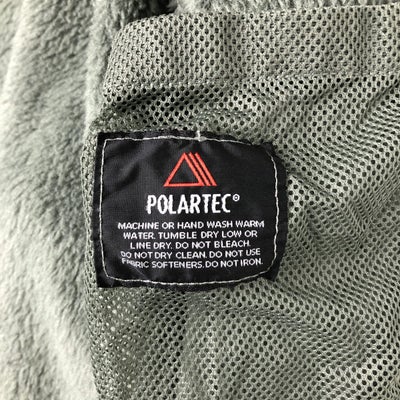 POLARTEC®
MACHINE OR HAND WASH WARM
WATER. TUMBLE DRY LOW OR
LINE DRY. DO NOT BLEACH.
DO NOT DRY CLEAN. DO NOT USE
FABRIC SOFTENERS. DO NOT IRON.